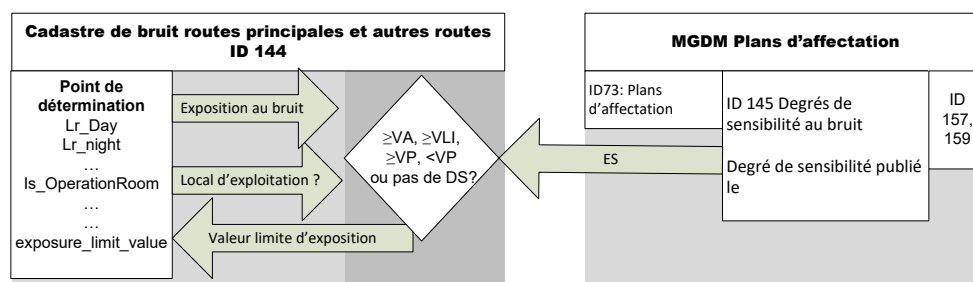 Cadastre de bruit routes principales et autres routes
ID 144
Point de
détermination
Lr_Day
Lr_night
…
Is_OperationRoom
…
…
exposure_limit_value
Exposition au bruit
Local d’exploitation ?
Valeur limite d’exposition
≥VA, ≥VLI,
≥VP, <VP
ou pas de DS?
MGDM Plans d’affectation
ID73: Plans
d’affectation
ID 145 Degrés de
sensibilité au bruit
Degré de sensibilité publié
le
ID
157,
159
ES